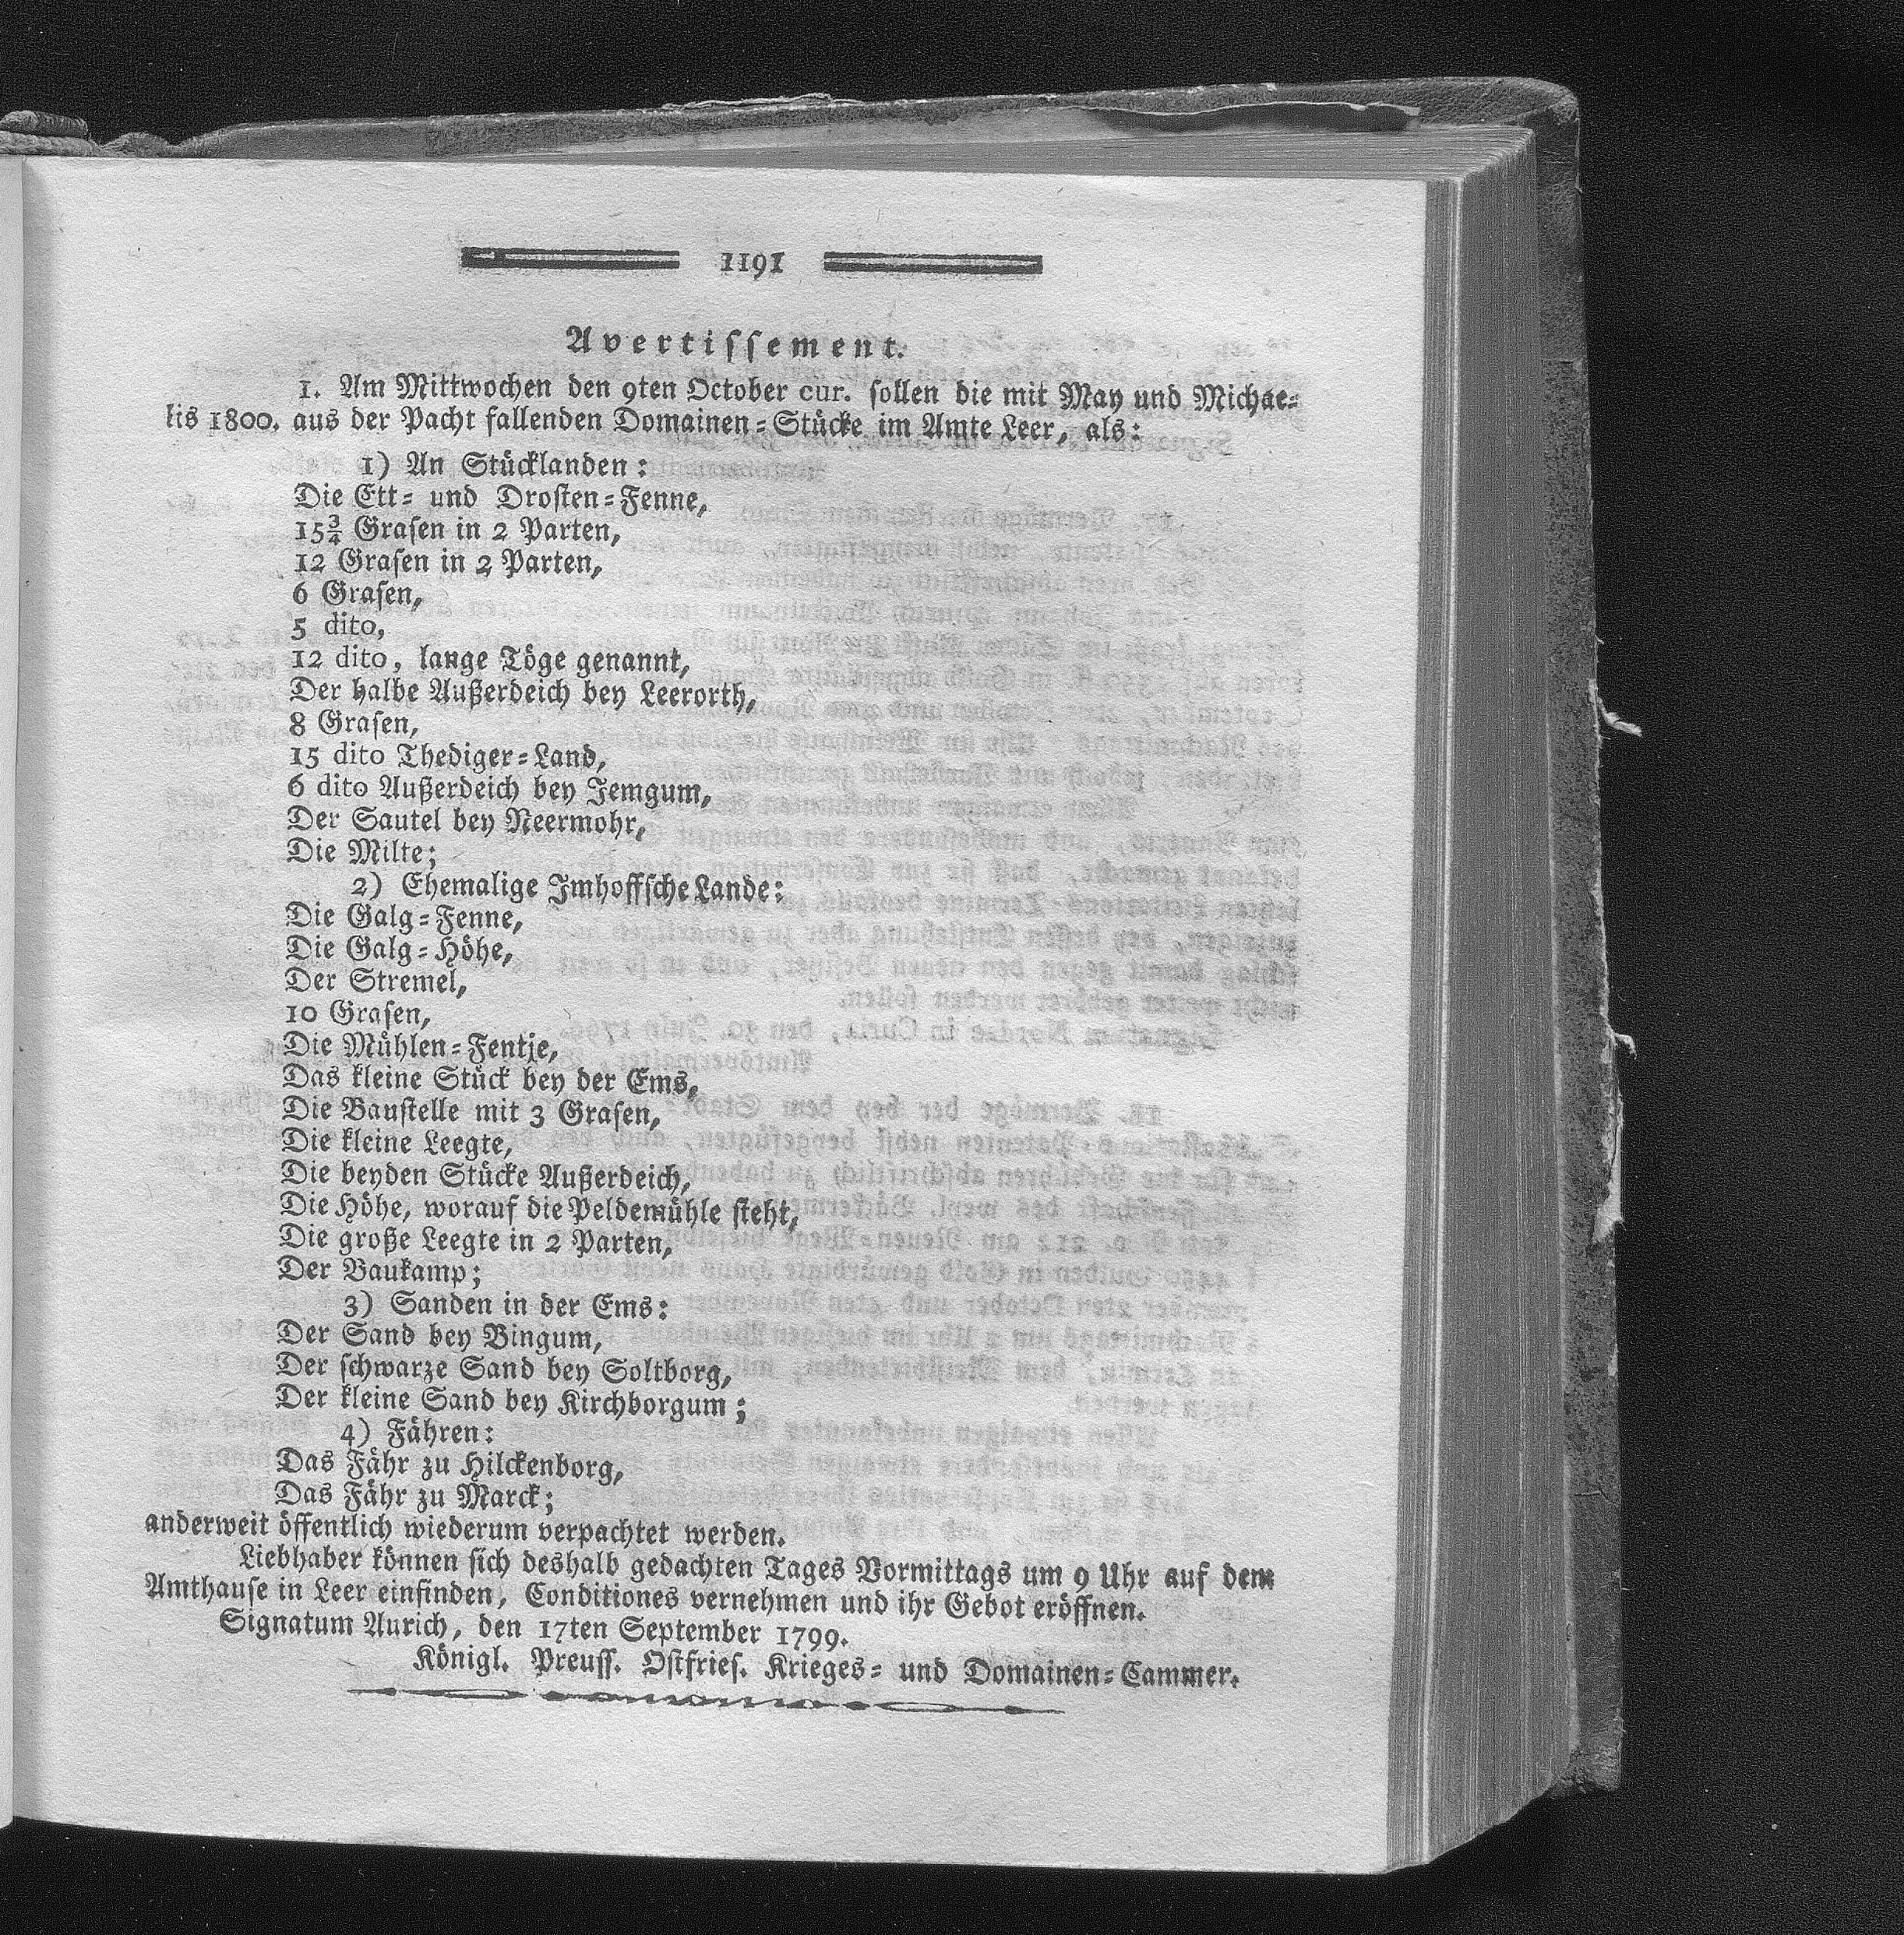 1191
Avertissement.
1. Am Mittwochen den 9ten October cur. sollen die mit May und Michae-
lis 1800. aus der Pacht fallenden Domainen-Stücke im Amte Leer, als:
1) An Stücklanden:
Die Ett- und Drosten-Fenne,
15¾ Grasen in 2 Parten,
12 Grasen in 2 Parten,
6 Grasen,
5 dito,
12 dito, lange Töge genannt,
Der halbe Außerdeich bey Leerorth,
8 Grasen,
15 dito Thediger-Land,
6 dito Außerdeich bey Jemgum,
Der Sautel bey Neermohr,
Die Milte;
2) Ehemalige Imhoffsche Lande:
Die Galg-Fenne,
Die Galg-Höhe,
Der Stremel,
10 Grasen,
Die Mühlen-Fentje,
Das kleine Stück bey der Ems,
Die Baustelle mit 3 Grasen,
Die kleine Leegte,
Die beyden Stücke Außerdeich,
Die Höhe, worauf die Peldemühle steht,
Die große Leegte in 2 Parten,
Der Baukamp;
3) Sanden in der Ems:
Der Sand bey Bingum,
Der schwarze Sand bey Soltborg,
Der kleine Sand bey Kirchborgum;
4) Fähren:
Das Fähr zu Hilckenborg,
Das Fähr zu Marck;
anderweit öffentlich wiederum verpachtet werden.
Liebhaber können sich deshalb gedachten Tages Vormittags um 9 Uhr auf dem
Amthause in Leer einfinden, Conditiones vernehmen und ihr Gebot eröffnen.
Signatum Aurich, den 17ten September 1799.
Königl. Preuss. Ostfries. Krieges- und Domainen-Cammer.